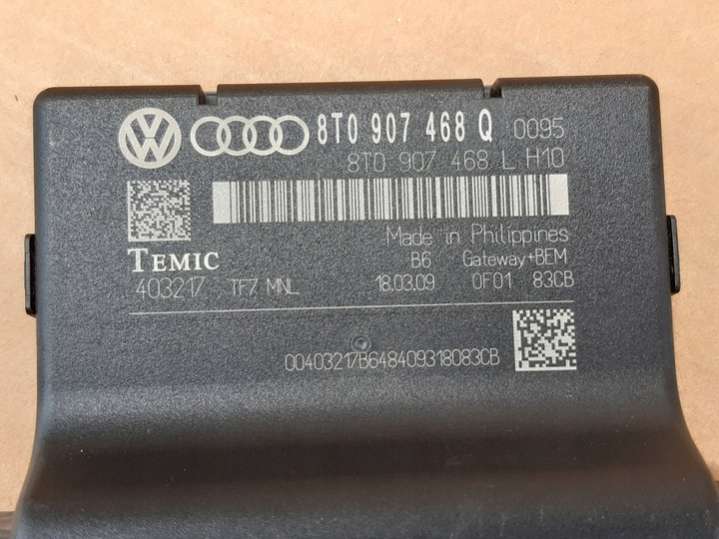 8T0 907 468 Q 0095
8T0 907 468 L H10
Made in Philippines
TEMIC B6 Gateway+BEM
403217 TF7 MNL 18.03.09 0F01 83CB
00403217B648409318083CB